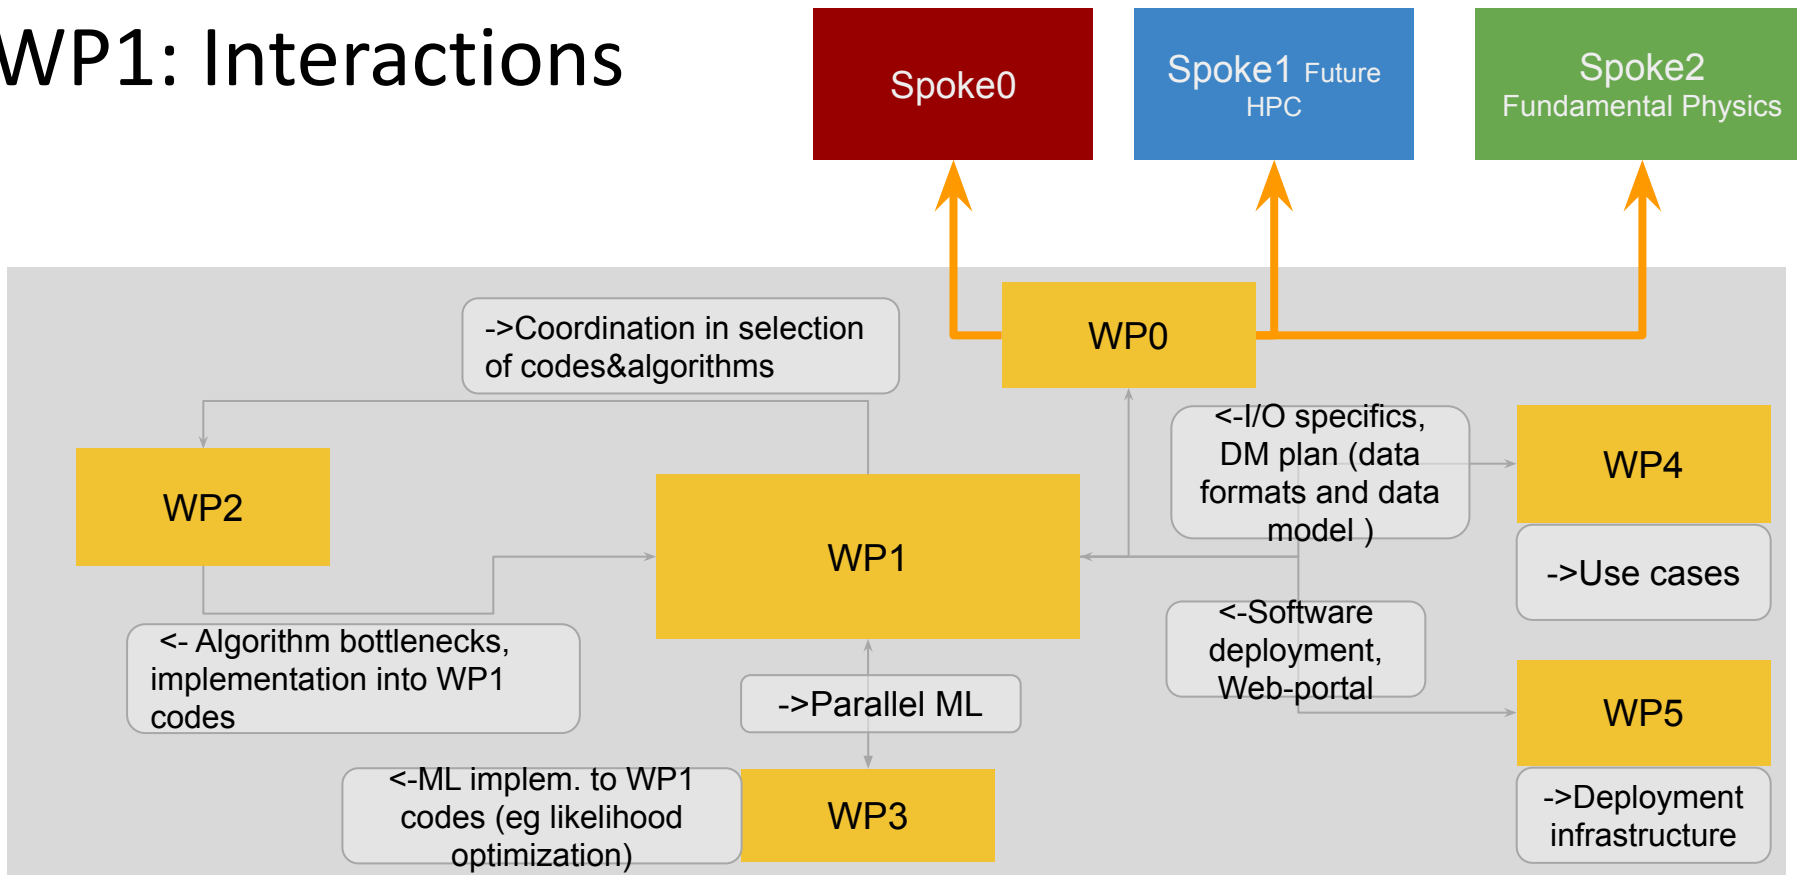 WP1: Interactions
Spoke0
Spoke1 Future
HPC
Spoke2
Fundamental Physics
->Coordination in selection
of codes&algorithms
WP0
<-I/O specifics,
DM plan (data
formats and data
model )
WP4
->Use cases
WP2
WP1
<- Algorithm bottlenecks,
implementation into WP1
codes
<-Software
deployment,
Web-portal
->Parallel ML
WP5
->Deployment
infrastructure
<-ML implem. to WP1
codes (eg likelihood
optimization)
WP3